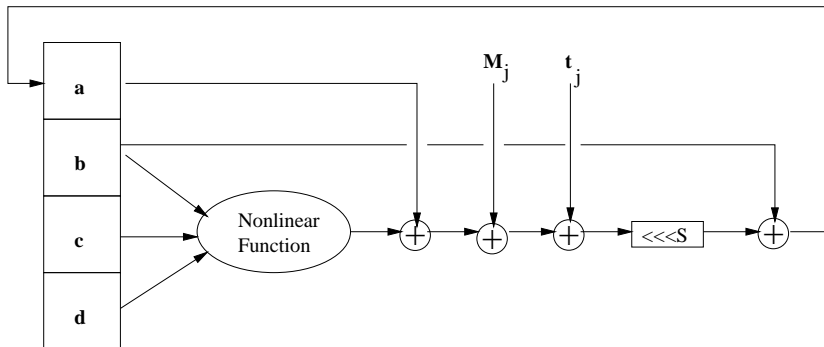 a
b
c
d
Nonlinear
Function
M j
t j
+
+
+
<<<S
+